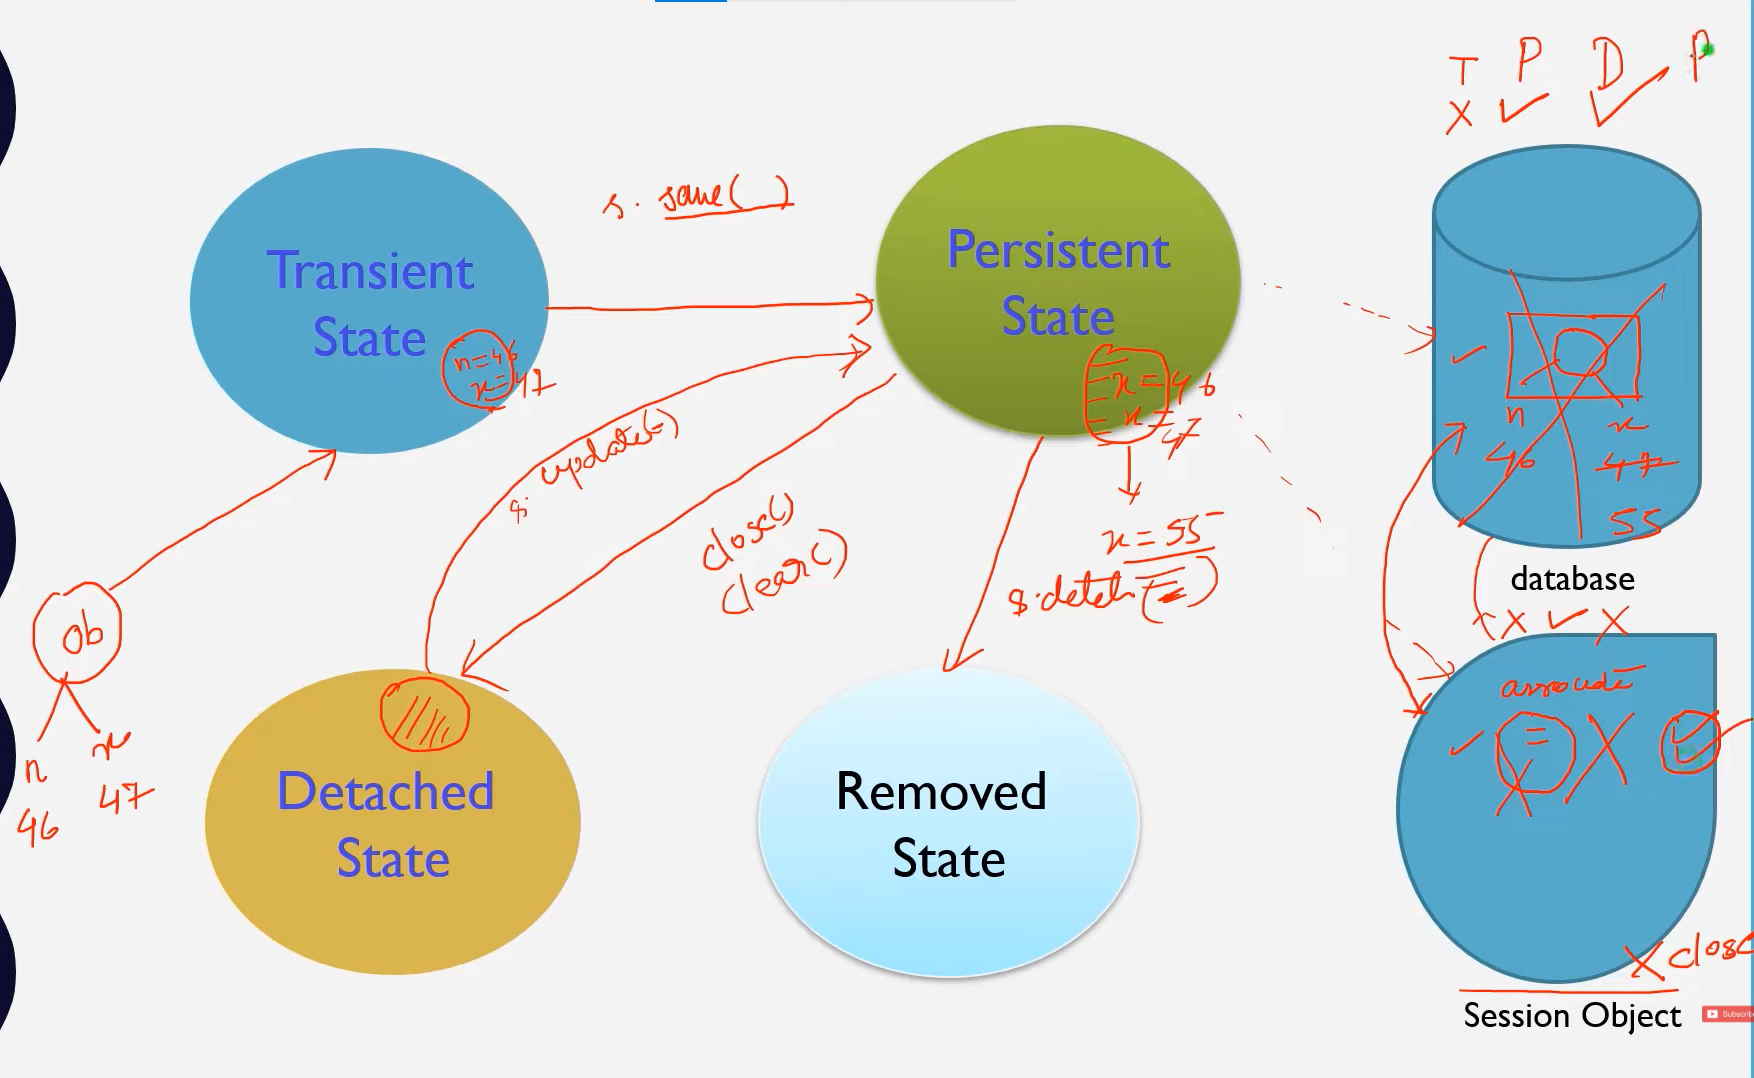 T P D P
X
s. save( )
Transient
State
n=46
x=47
Persistent
State
x=46
x=47
n x
46 47
55
s. update( )
close()
clear()
x=55
database
X X
ob
n x
46 47
Detached
State
Removed
State
associate
X close
Session Object
Subscribe